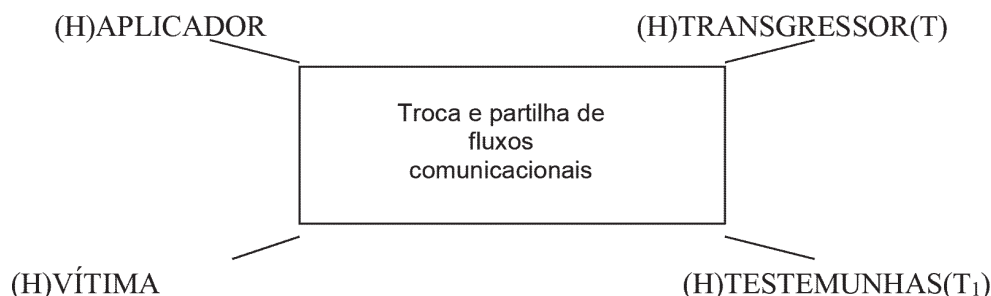 (H)APLICADOR
(H)TRANSGRESSOR(T)
Troca e partilha de
fluxos
comunicacionais
(H)VÍTIMA
(H)TESTEMUNHAS(T₁)